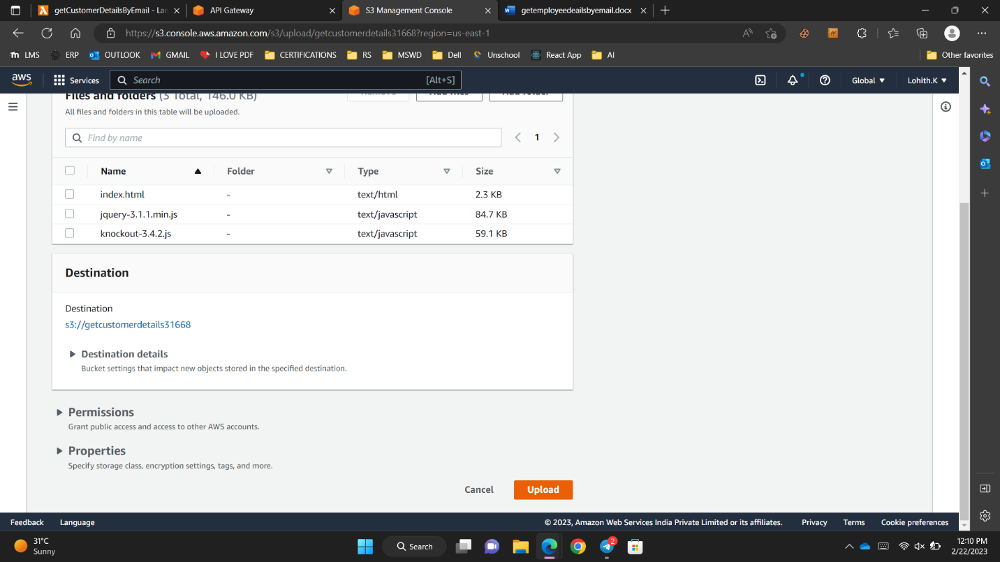 getCustomerDetailsByEmail - Lan
API Gateway
S3 Management Console
getemployeedeailsbyemail.docx
https://s3.console.aws.amazon.com/s3/upload/getcustomerdetails31668?region=us-east-1
LMS
ERP
OUTLOOK
GMAIL
I LOVE PDF
CERTIFICATIONS
RS
MSWD
Dell
Unschool
React App
AI
Other favorites
aws
Services
Search
[Alt+S]
Global
Lohith.K
Files and folders (3 Total, 146.0 KB)
Remove
Add files
Add folder
All files and folders in this table will be uploaded.
Find by name
1
Name Folder Type Size
index.html - text/html 2.3 KB
jquery-3.1.1.min.js - text/javascript 84.7 KB
knockout-3.4.2.js - text/javascript 59.1 KB
Destination
Destination
s3://getcustomerdetails31668
Destination details
Bucket settings that impact new objects stored in the specified destination.
Permissions
Grant public access and access to other AWS accounts.
Properties
Specify storage class, encryption settings, tags, and more.
Cancel
Upload
Feedback
Language
© 2023, Amazon Web Services India Private Limited or its affiliates.
Privacy
Terms
Cookie preferences
31°C
Sunny
Search
2
12:10 PM
2/22/2023